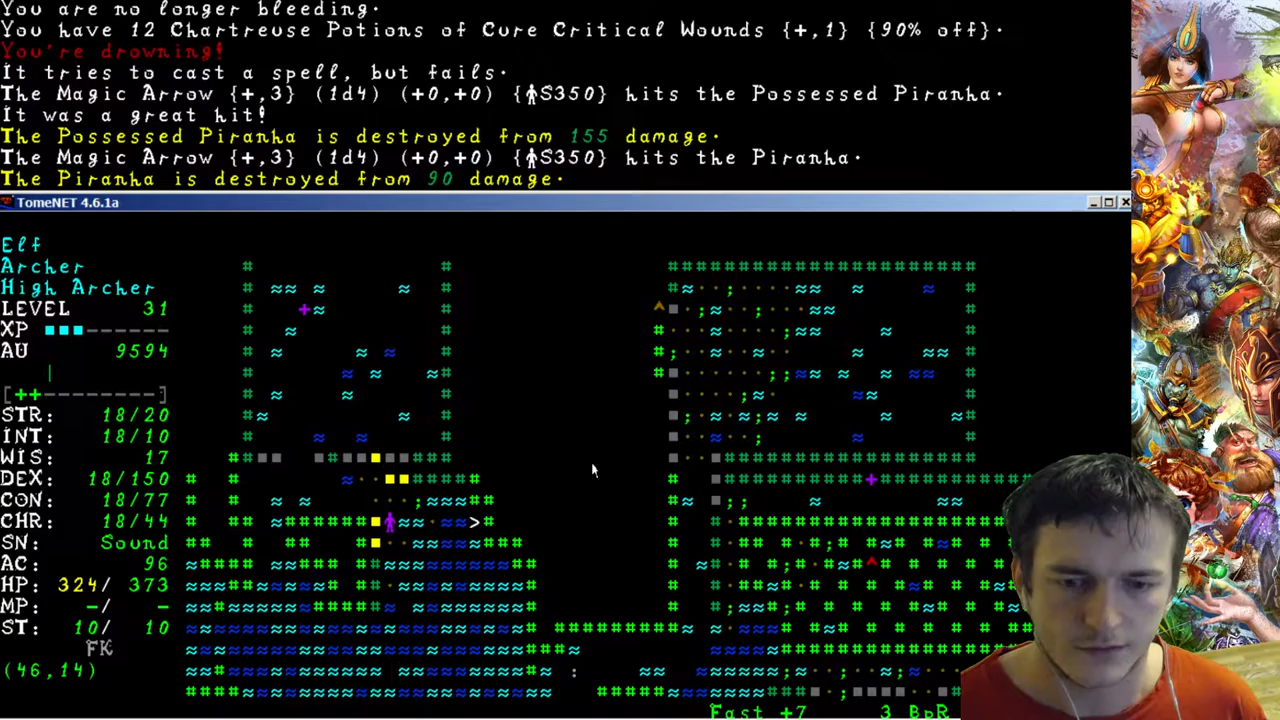 You are no longer bleeding.
You have 12 Chartreuse Potions of Cure Critical Wounds {+,1} {90% off}.
You're drowning!
It tries to cast a spell, but fails.
The Magic Arrow {+,3} (1d4) (+0,+0) {S350} hits the Possessed Piranha.
It was a great hit!
The Possessed Piranha is destroyed from 155 damage.
The Magic Arrow {+,3} (1d4) (+0,+0) {S350} hits the Piranha.
The Piranha is destroyed from 90 damage.
TomeNET 4.6.1a
Elf
Archer
High Archer
LEVEL 31
XP
AU 9594
[++---------]
STR: 18/20
INT: 18/10
WIS: 17
DEX: 18/150
CON: 18/77
CHR: 18/44
SN: Sound
AC: 96
HP: 324/ 373
MP: -/ -
ST: 10/ 10
FK
(46,14)
Fast +7 3 BpR